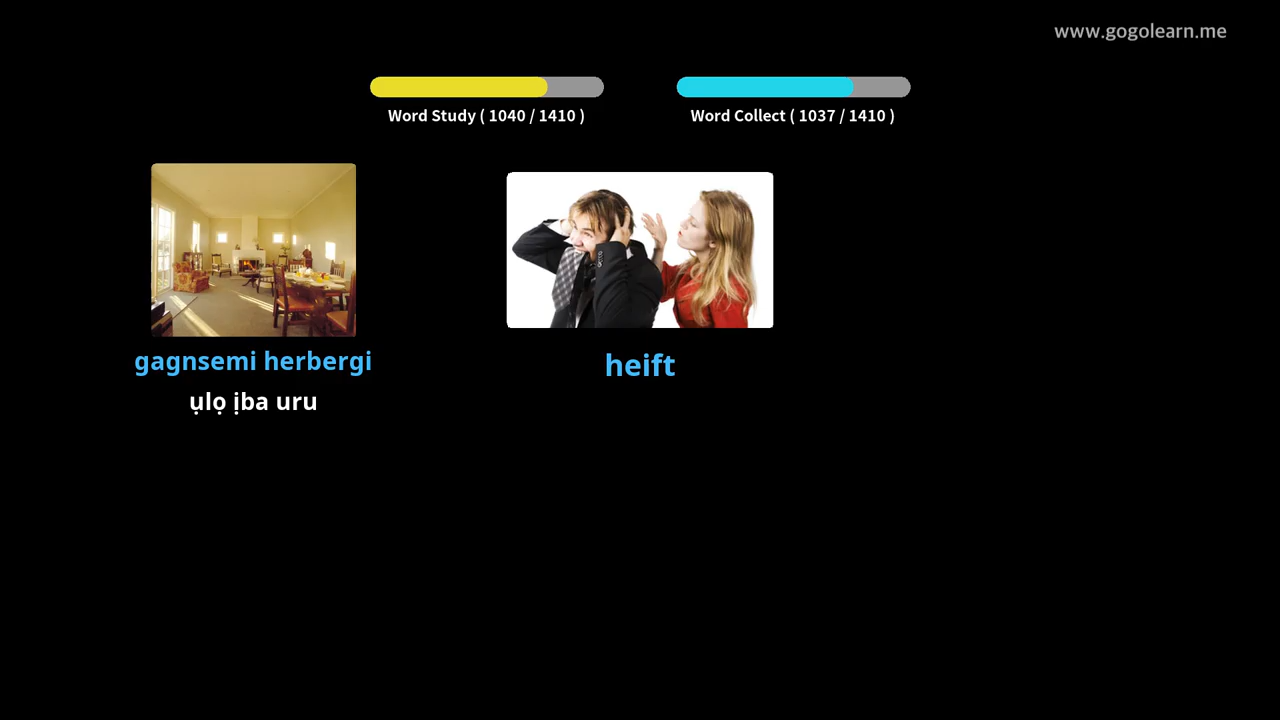 www.gogolearn.me
Word Study ( 1040 / 1410 )
Word Collect ( 1037 / 1410 )
gagnsemi herbergi
ụlọ ịba uru
heift